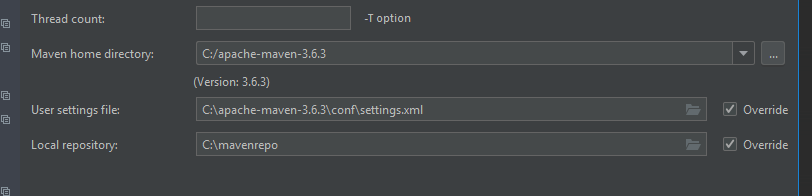 Thread count: -T option
Maven home directory: C:/apache-maven-3.6.3 ...
(Version: 3.6.3)
User settings file: C:\apache-maven-3.6.3\conf\settings.xml Override
Local repository: C:\mavenrepo Override